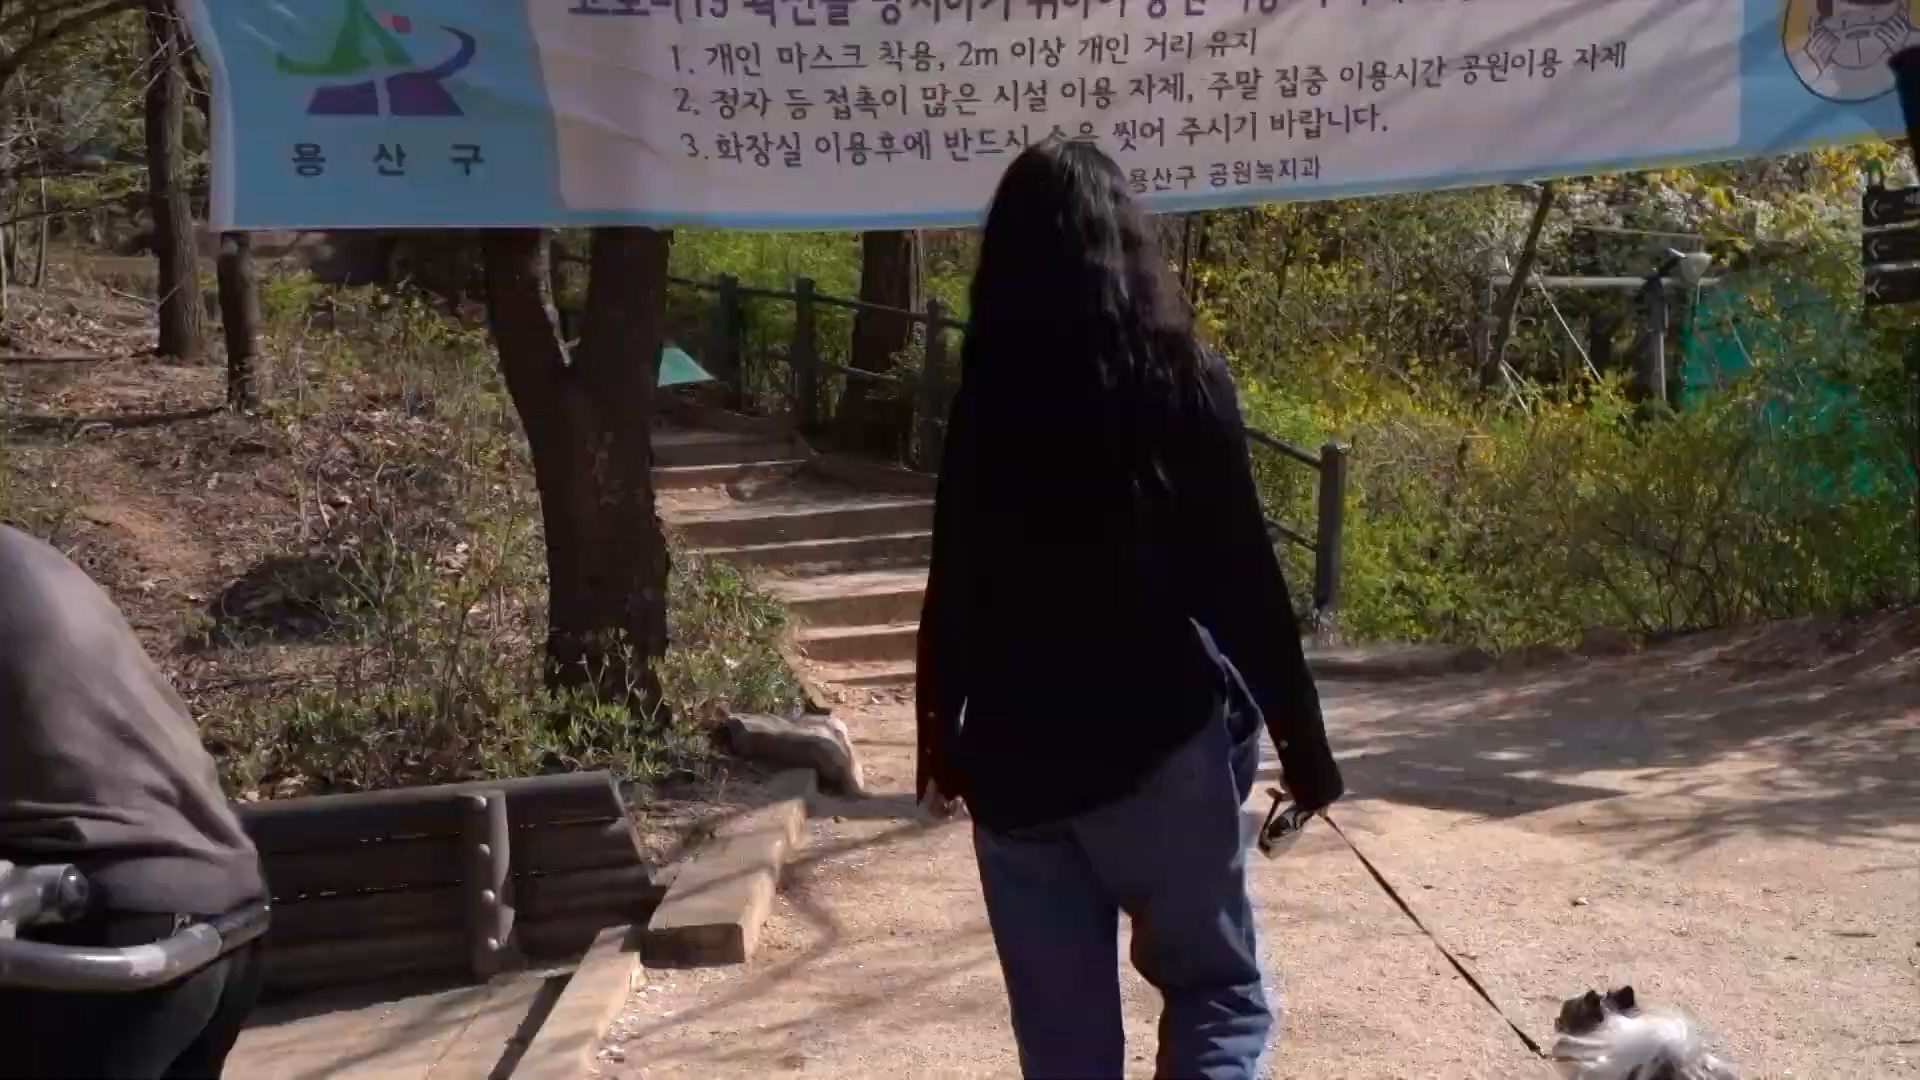 용산구
1. 개인 마스크 착용, 2m 이상 개인 거리 유지
2. 정자 등 접촉이 많은 시설 이용 자제, 주말 집중 이용시간 공원이용 자제
3. 화장실 이용후에 반드시 손을 씻어 주시기 바랍니다.
용산구 공원녹지과